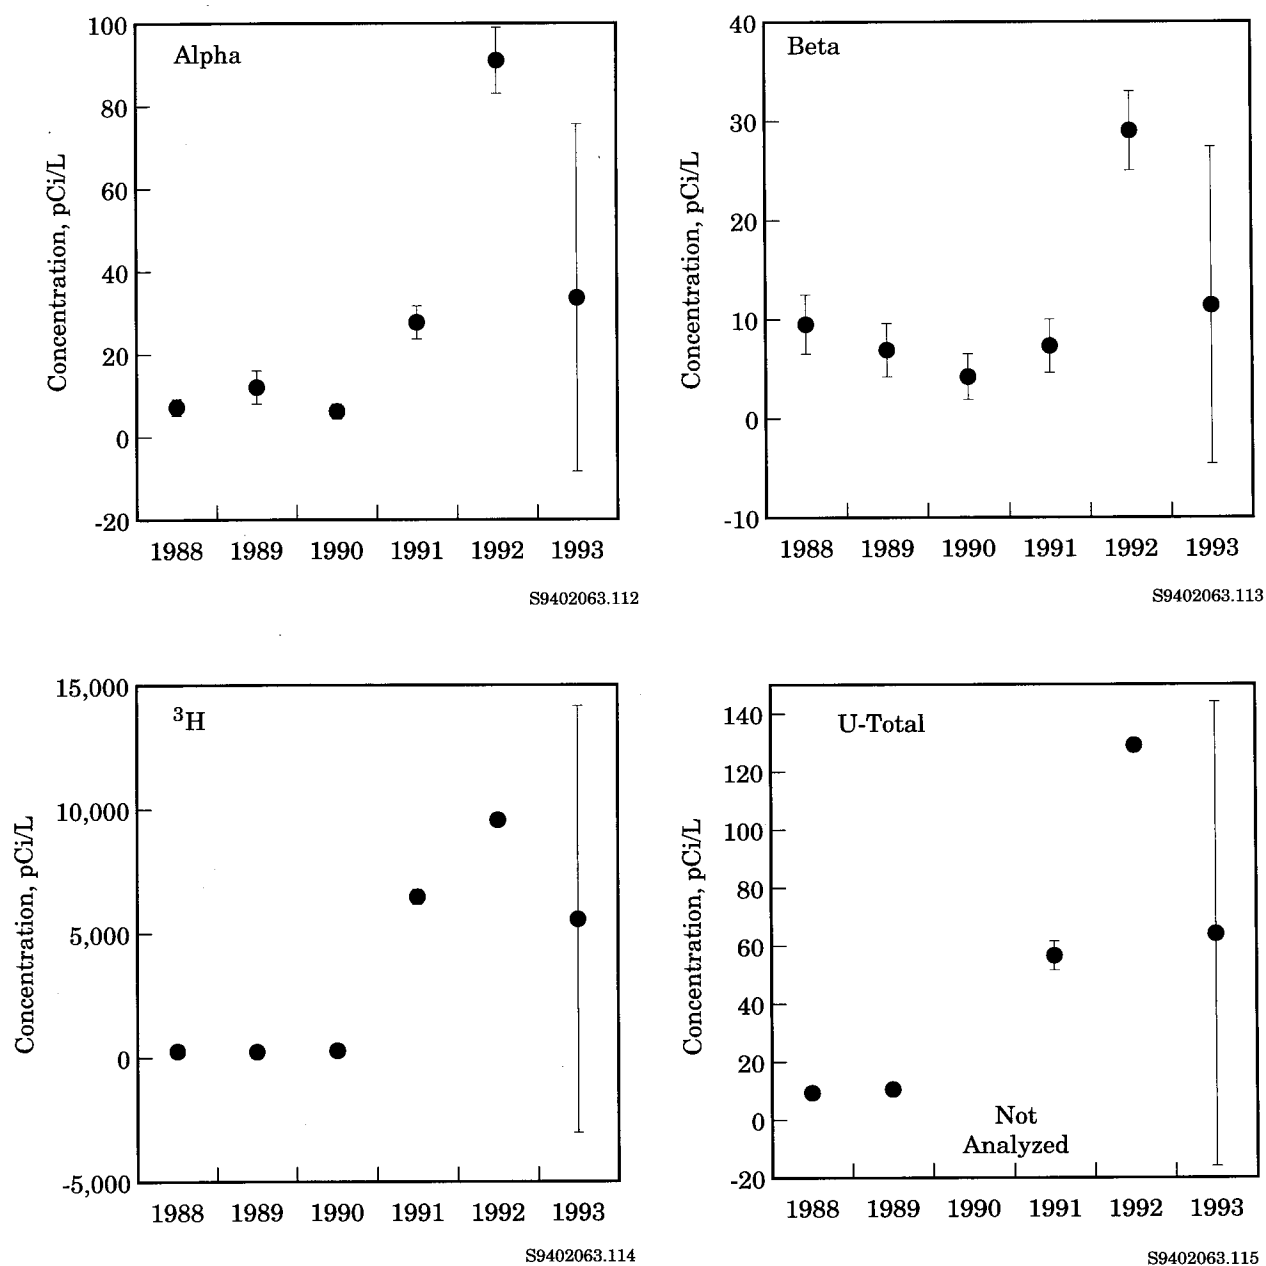 Alpha
Concentration, pCi/L
100
80
60
40
20
0
-20
1988 1989 1990 1991 1992 1993
S9402063.112
Beta
Concentration, pCi/L
40
30
20
10
0
-10
1988 1989 1990 1991 1992 1993
S9402063.113
³H
Concentration, pCi/L
15,000
10,000
5,000
0
-5,000
1988 1989 1990 1991 1992 1993
S9402063.114
U-Total
Concentration, pCi/L
140
120
100
80
60
40
20
0
-20
Not
Analyzed
1988 1989 1990 1991 1992 1993
S9402063.115